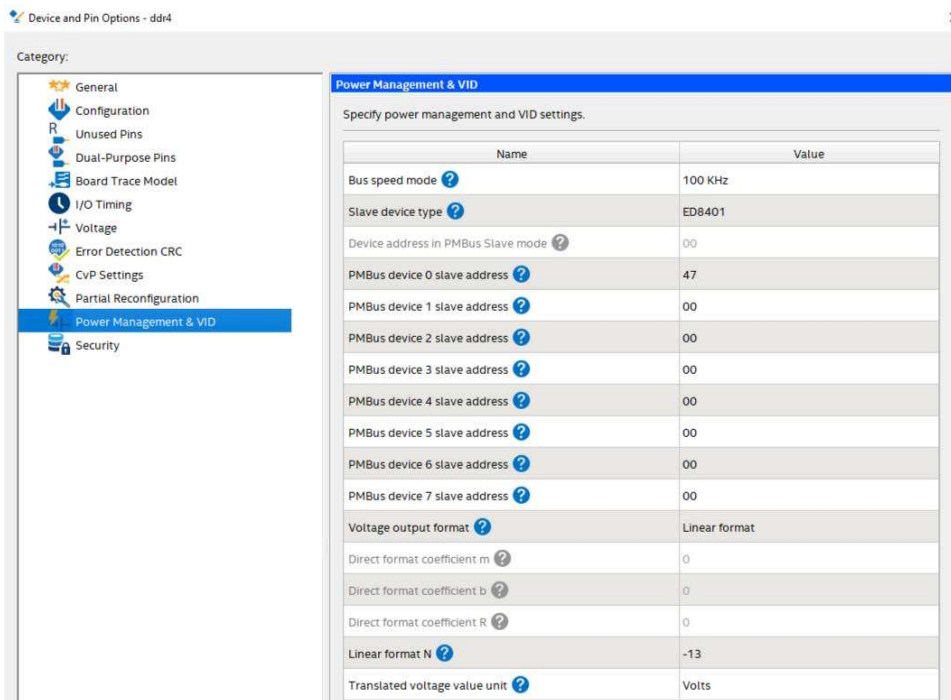 Device and Pin Options - ddr4
Category:
General
Configuration
Unused Pins
Dual-Purpose Pins
Board Trace Model
I/O Timing
Voltage
Error Detection CRC
CvP Settings
Partial Reconfiguration
Power Management & VID
Security
Power Management & VID
Specify power management and VID settings.
Name Value
Bus speed mode ? 100 KHz
Slave device type ? ED8401
Device address in PMBus Slave mode ? 00
PMBus device 0 slave address ? 47
PMBus device 1 slave address ? 00
PMBus device 2 slave address ? 00
PMBus device 3 slave address ? 00
PMBus device 4 slave address ? 00
PMBus device 5 slave address ? 00
PMBus device 6 slave address ? 00
PMBus device 7 slave address ? 00
Voltage output format ? Linear format
Direct format coefficient m ? 0
Direct format coefficient b ? 0
Direct format coefficient R ? 0
Linear format N ? -13
Translated voltage value unit ? Volts